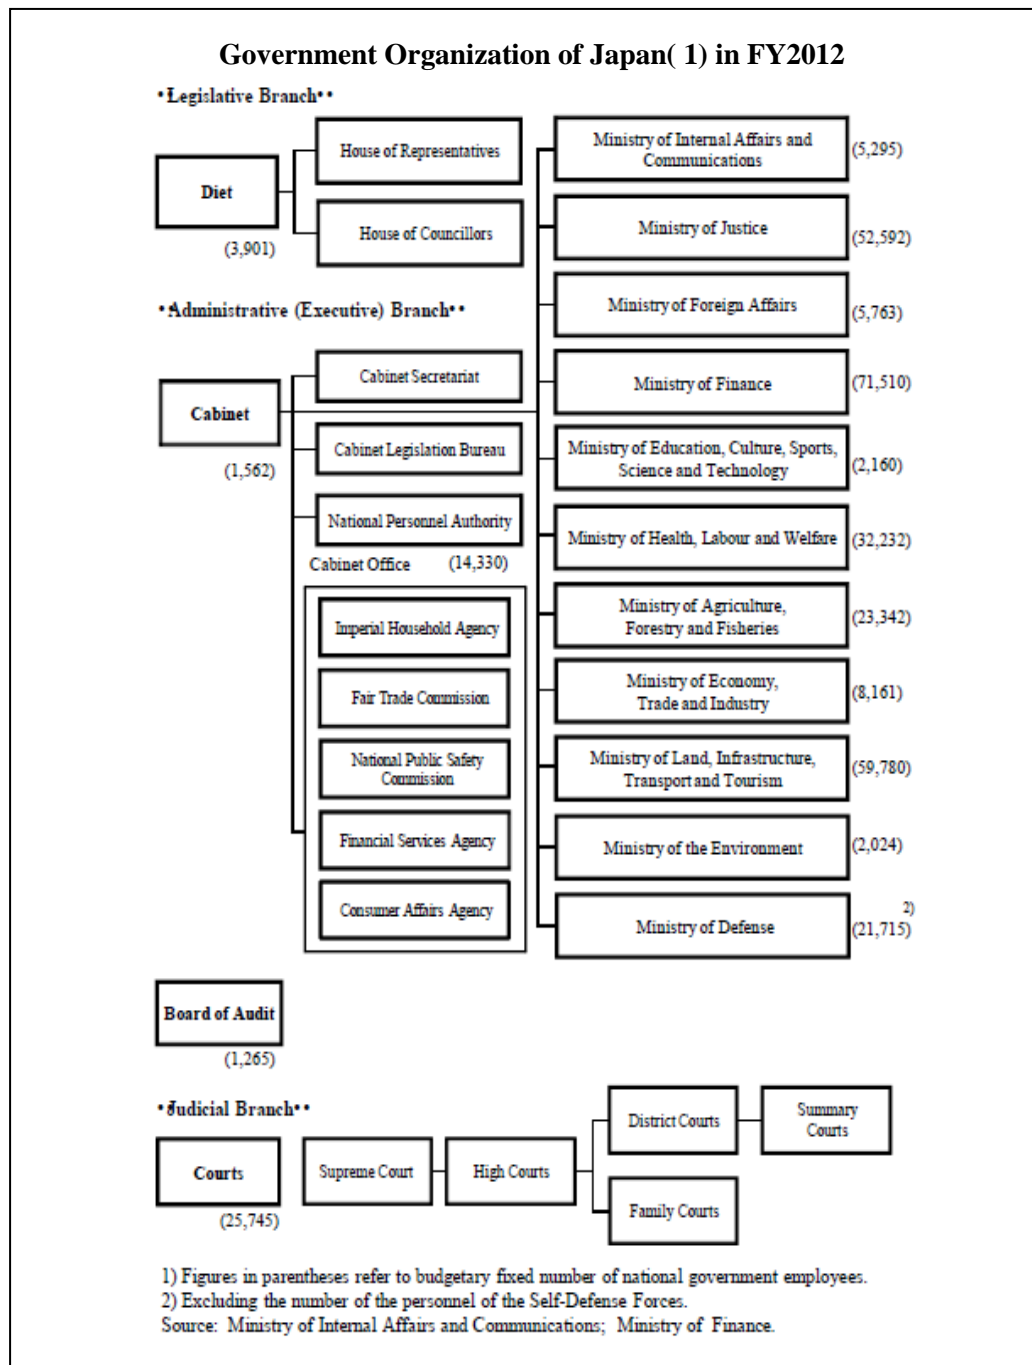 Government Organization of Japan( 1) in FY2012
Legislative Branch
Diet
(3,901)
House of Representatives
House of Councillors
Administrative (Executive) Branch
Cabinet
(1,562)
Cabinet Secretariat
Cabinet Legislation Bureau
National Personnel Authority
Cabinet Office (14,330)
Imperial Household Agency
Fair Trade Commission
National Public Safety
Commission
Financial Services Agency
Consumer Affairs Agency
Ministry of Internal Affairs and
Communications
(5,295)
Ministry of Justice
(52,592)
Ministry of Foreign Affairs
(5,763)
Ministry of Finance
(71,510)
Ministry of Education, Culture, Sports,
Science and Technology
(2,160)
Ministry of Health, Labour and Welfare
(32,232)
Ministry of Agriculture,
Forestry and Fisheries
(23,342)
Ministry of Economy,
Trade and Industry
(8,161)
Ministry of Land, Infrastructure,
Transport and Tourism
(59,780)
Ministry of the Environment
(2,024)
Ministry of Defense
2)
(21,715)
Board of Audit
(1,265)
Judicial Branch
Courts
(25,745)
Supreme Court
High Courts
District Courts
Summary
Courts
Family Courts
1) Figures in parentheses refer to budgetary fixed number of national government employees.
2) Excluding the number of the personnel of the Self-Defense Forces.
Source: Ministry of Internal Affairs and Communications; Ministry of Finance.